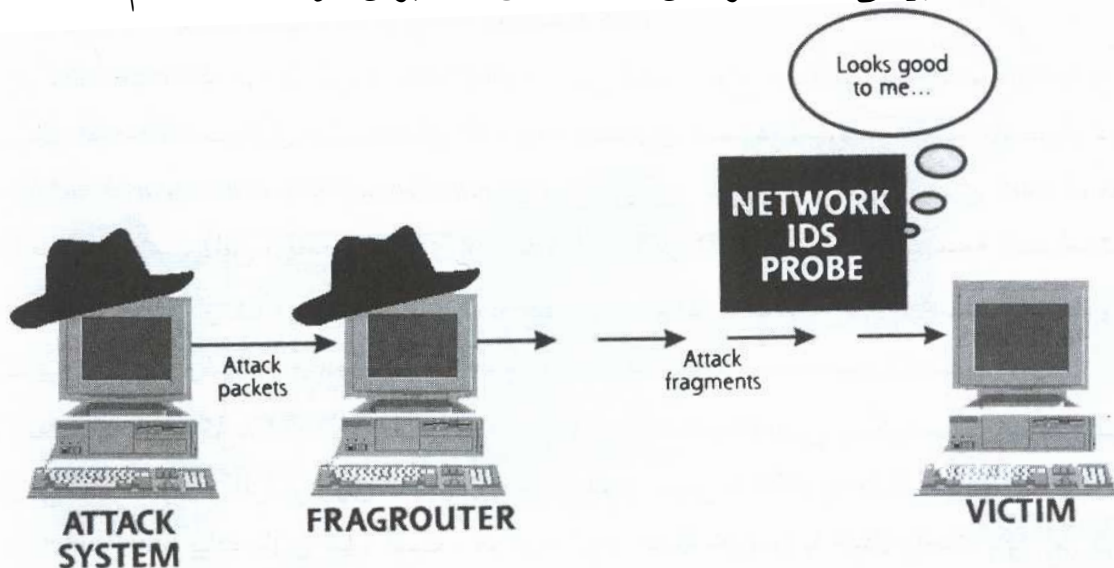 Looks good
to me...
NETWORK
IDS
PROBE
Attack
packets
Attack
fragments
ATTACK
SYSTEM
FRAGROUTER
VICTIM